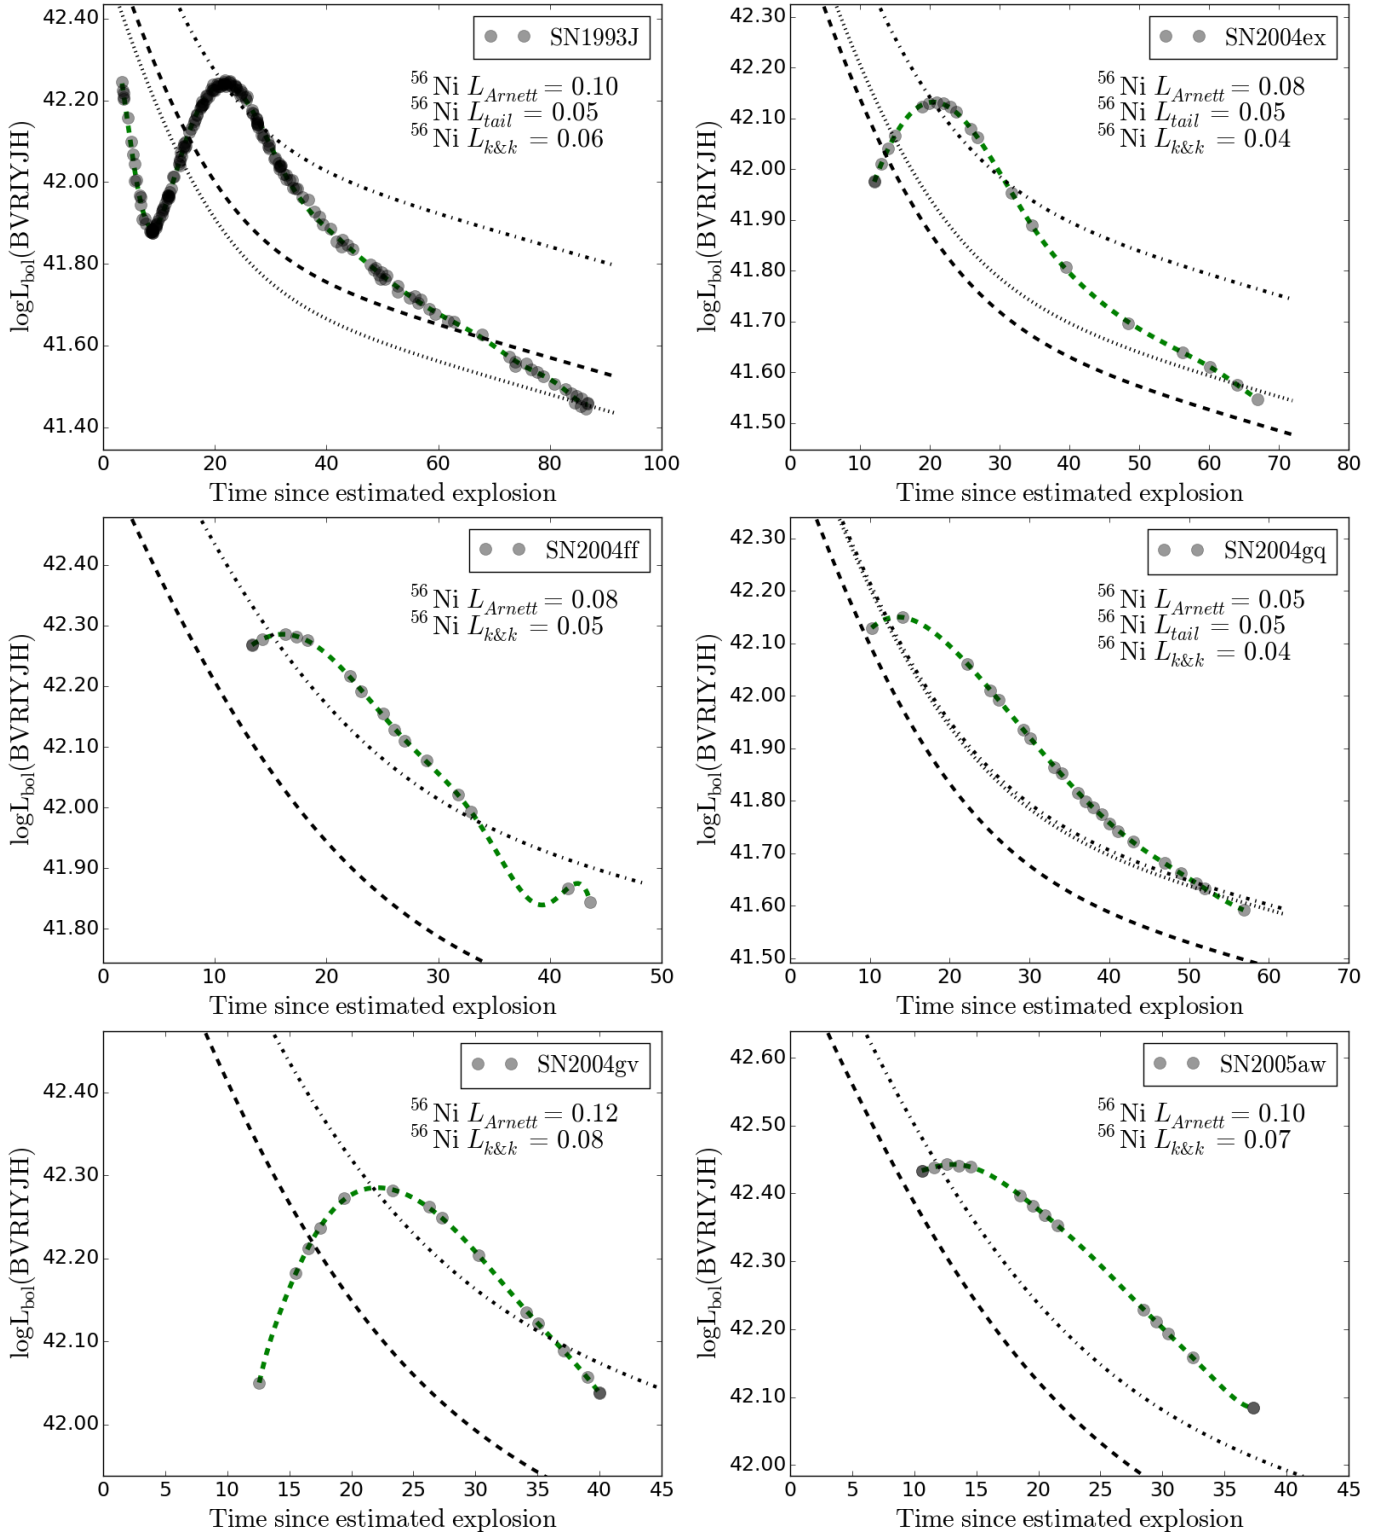 SN1993J
56Ni L_Arnett = 0.10
56Ni L_tail = 0.05
56Ni L_k&k = 0.06
logL_bol(BVRIYJH)
42.40
42.20
42.00
41.80
41.60
41.40
0 20 40 60 80 100
Time since estimated explosion
SN2004ex
56Ni L_Arnett = 0.08
56Ni L_tail = 0.05
56Ni L_k&k = 0.04
logL_bol(BVRIYJH)
42.30
42.20
42.10
42.00
41.90
41.80
41.70
41.60
41.50
0 10 20 30 40 50 60 70 80
Time since estimated explosion
SN2004ff
56Ni L_Arnett = 0.08
56Ni L_k&k = 0.05
logL_bol(BVRIYJH)
42.40
42.30
42.20
42.10
42.00
41.90
41.80
0 10 20 30 40 50
Time since estimated explosion
SN2004gq
56Ni L_Arnett = 0.05
56Ni L_tail = 0.05
56Ni L_k&k = 0.04
logL_bol(BVRIYJH)
42.30
42.20
42.10
42.00
41.90
41.80
41.70
41.60
41.50
0 10 20 30 40 50 60 70
Time since estimated explosion
SN2004gv
56Ni L_Arnett = 0.12
56Ni L_k&k = 0.08
logL_bol(BVRIYJH)
42.40
42.30
42.20
42.10
42.00
0 5 10 15 20 25 30 35 40 45
Time since estimated explosion
SN2005aw
56Ni L_Arnett = 0.10
56Ni L_k&k = 0.07
logL_bol(BVRIYJH)
42.60
42.50
42.40
42.30
42.20
42.10
42.00
0 5 10 15 20 25 30 35 40 45
Time since estimated explosion